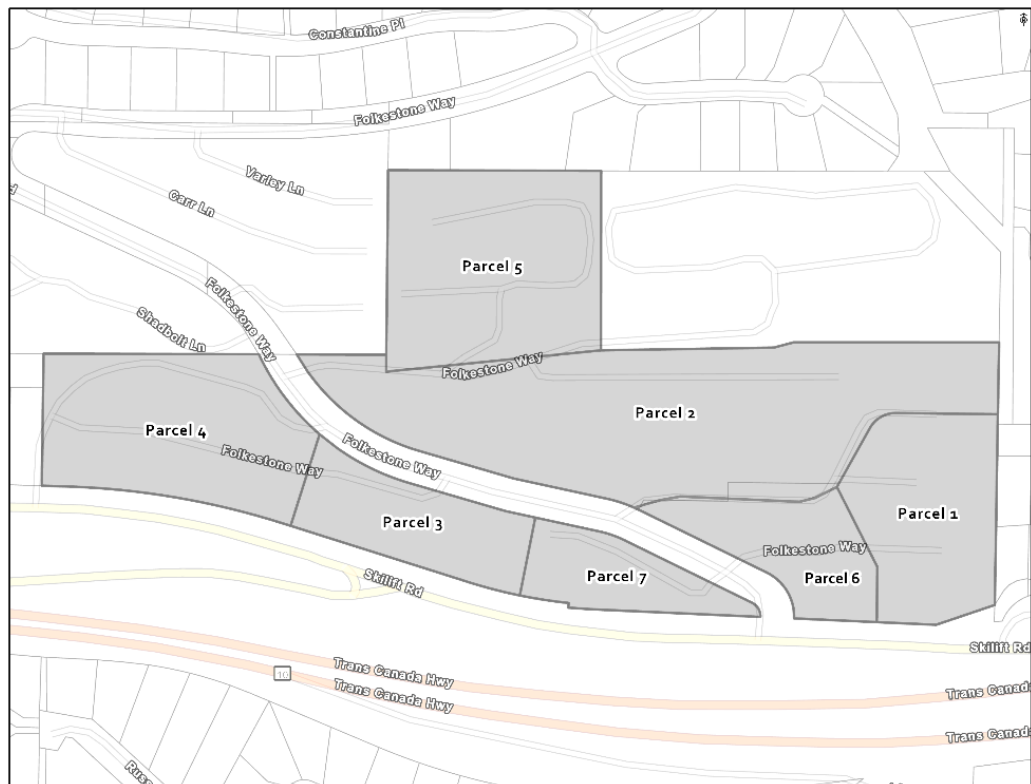 Constantine Pl
Folkestone Way
Varley Ln
Carr Ln
Folkestone Way
Shadbolt Ln
Parcel 5
Folkestone Way
Parcel 2
Parcel 4
Folkestone Way
Folkestone Way
Parcel 3
Parcel 1
Folkestone Way
Parcel 7
Parcel 6
Skilift Rd
Skilift Rd
Trans Canada Hwy
10
Trans Canada Hwy
Trans Canada
Trans Canada
Russ